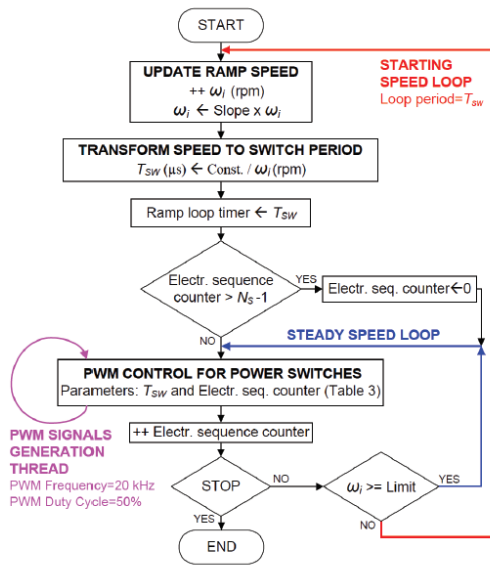 START
STARTING
SPEED LOOP
Loop period=Tsw
UPDATE RAMP SPEED
++ ωi (rpm)
ωi ← Slope x ωi
TRANSFORM SPEED TO SWITCH PERIOD
TSW (µs) ← Const. / ωi (rpm)
Ramp loop timer ← TSW
Electr. sequence
counter > NS -1
YES
Electr. seq. counter←0
NO
STEADY SPEED LOOP
PWM CONTROL FOR POWER SWITCHES
Parameters: TSW and Electr. seq. counter (Table 3)
PWM SIGNALS
GENERATION
THREAD
PWM Frequency=20 kHz
PWM Duty Cycle=50%
++ Electr. sequence counter
STOP
NO
ωi >= Limit
YES
YES
NO
END